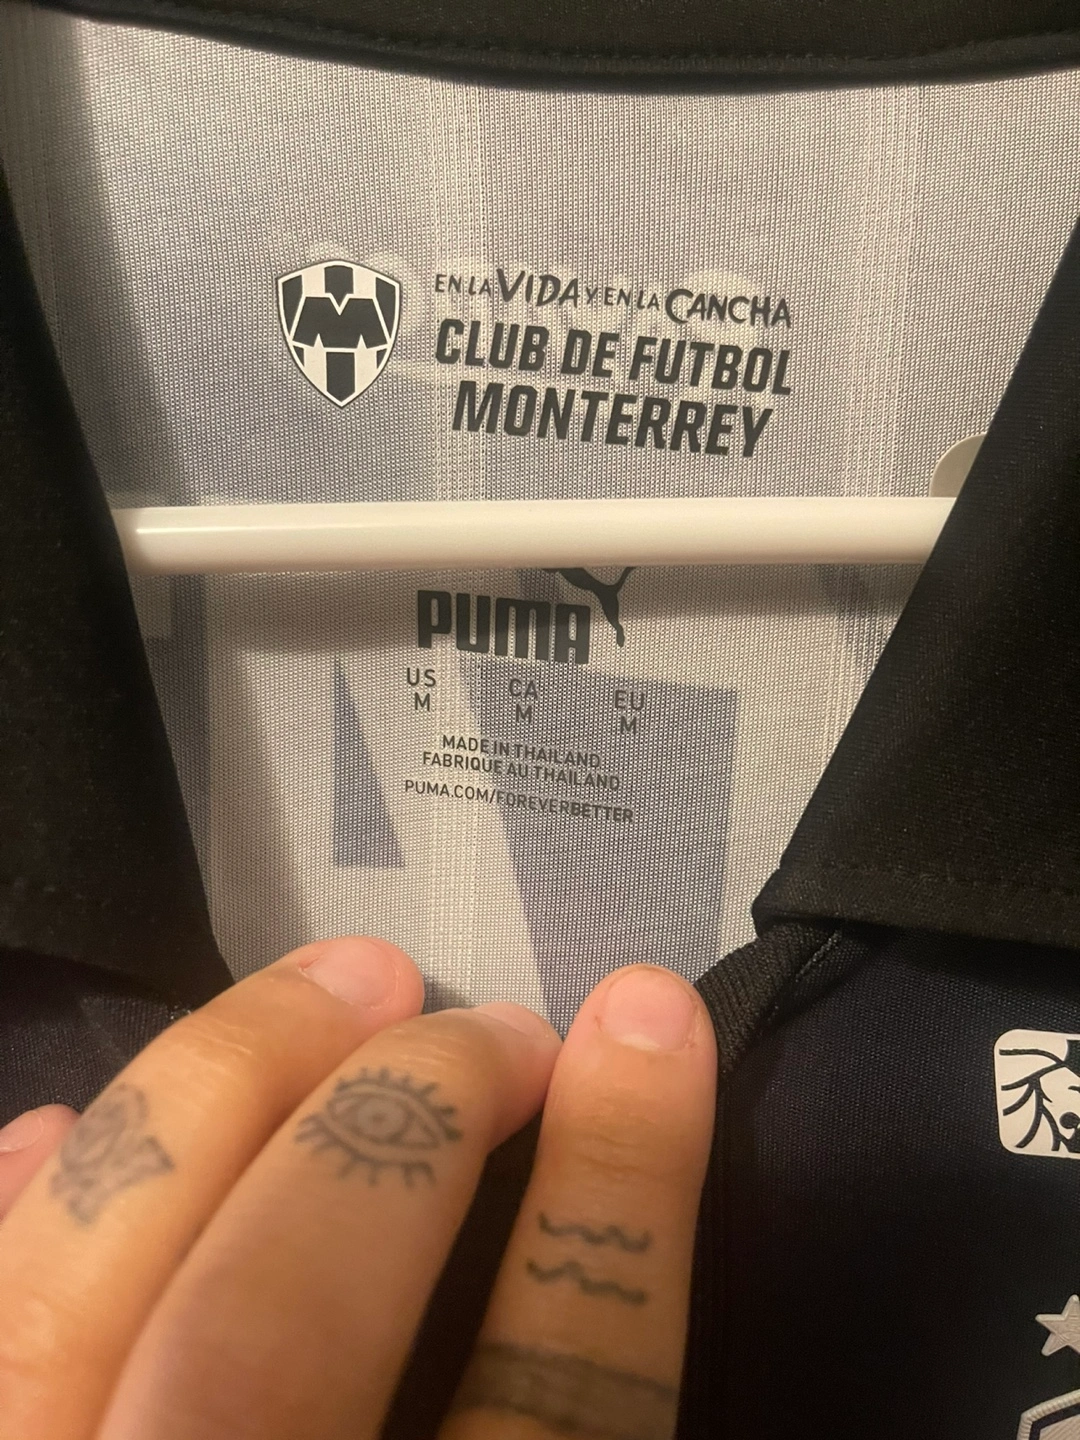 EN LA VIDA Y EN LA CANCHA
CLUB DE FUTBOL
MONTERREY
PUMA
US CA EU
M M M
MADE IN THAILAND
FABRIQUE AU THAILAND
PUMA.COM/FOREVERBETTER